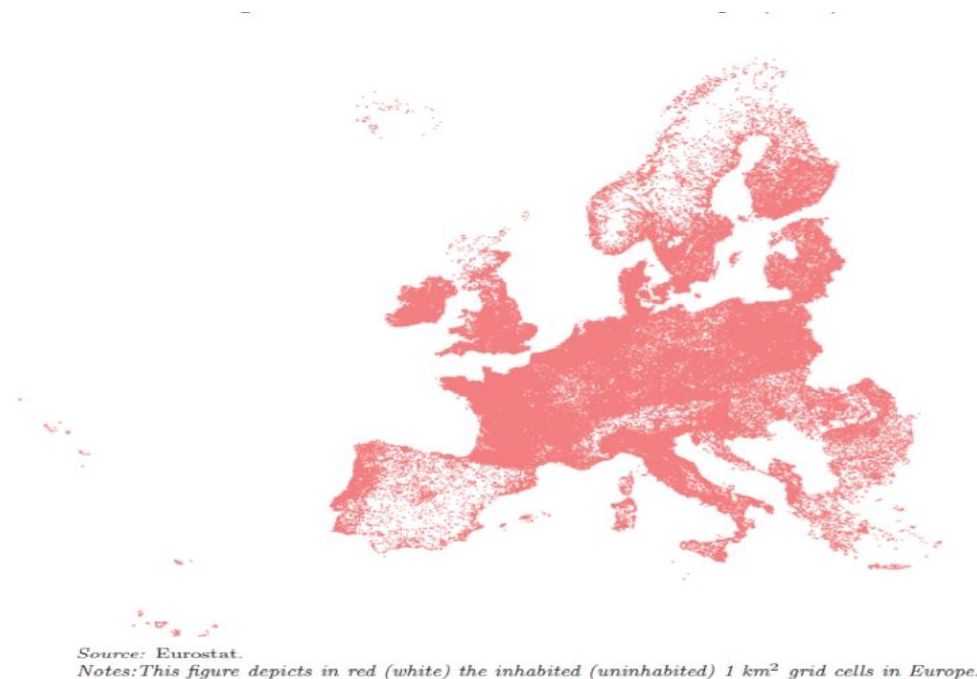 Source: Eurostat.
Notes:This figure depicts in red (white) the inhabited (uninhabited) 1 km² grid cells in Europe.